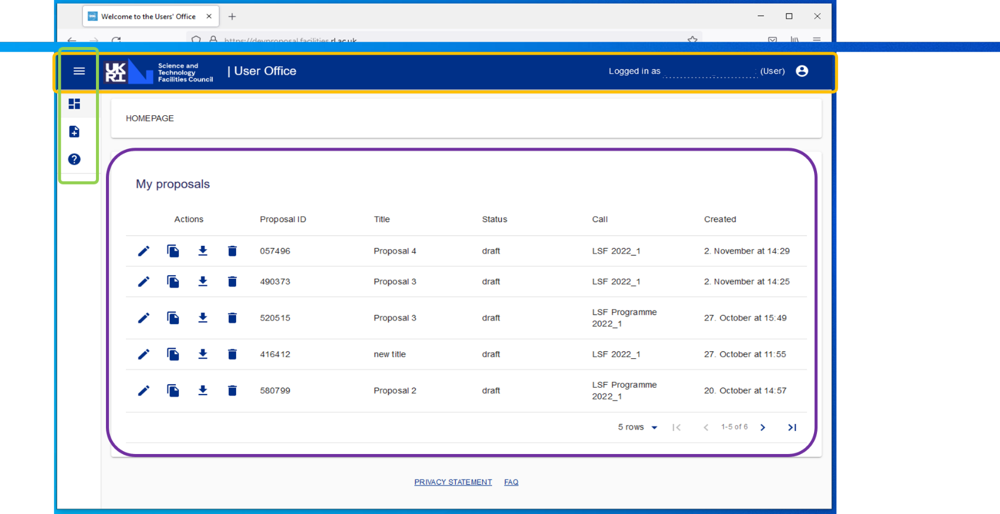 Welcome to the Users' Office
https://devproposal.facilities.rl.ac.uk
UK
RI
Science and
Technology
Facilities Council
| User Office
Logged in as
(User)
HOMEPAGE
My proposals
Actions Proposal ID Title Status Call Created
057496 Proposal 4 draft LSF 2022_1 2. November at 14:29
490373 Proposal 3 draft LSF 2022_1 2. November at 14:25
520515 Proposal 3 draft LSF Programme 2022_1 27. October at 15:49
416412 new title draft LSF 2022_1 27. October at 11:55
580799 Proposal 2 draft LSF Programme 2022_1 20. October at 14:57
5 rows 1-5 of 6
PRIVACY STATEMENT FAQ